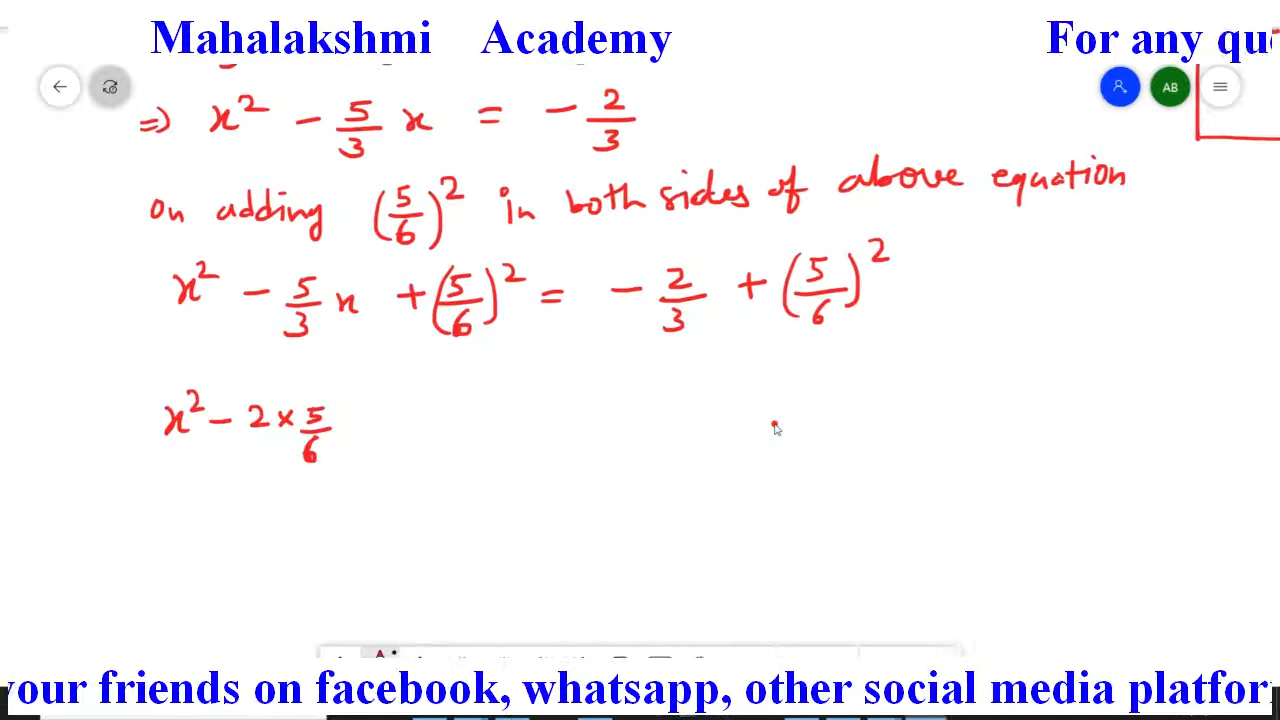 Mahalakshmi Academy For any que
AB
=> x² - 5/3 x = - 2/3
on adding (5/6)² in both sides of above equation
x² - 5/3 x + (5/6)² = - 2/3 + (5/6)²
x² - 2 × 5/6
your friends on facebook, whatsapp, other social media platfor